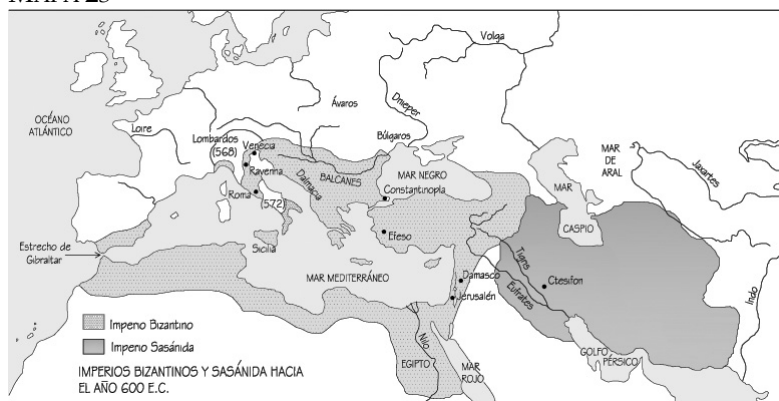 MAPA 23
Volga
OCÉANO
ATLÁNTICO
Loire
Ávaros
Dnieper
Lombardos
(568)
Venecia
Búlgaros
Ravenna
Dalmacia
BALCANES
MAR NEGRO
Constantinopla
Roma
(572)
MAR
CASPIO
MAR
DE
ARAL
Jaxartes
Estrecho de
Gibraltar
Sicilia
Efeso
MAR MEDITERRÁNEO
Damasco
Jerusalén
Tigris
Eufrates
Ctesifon
Indo
Nilo
EGIPTO
MAR
ROJO
GOLFO
PÉRSICO
Impeno Bizantino
Impeno Sasánida
IMPERIOS BIZANTINOS Y SASÁNIDA HACIA
EL AÑO 600 E.C.